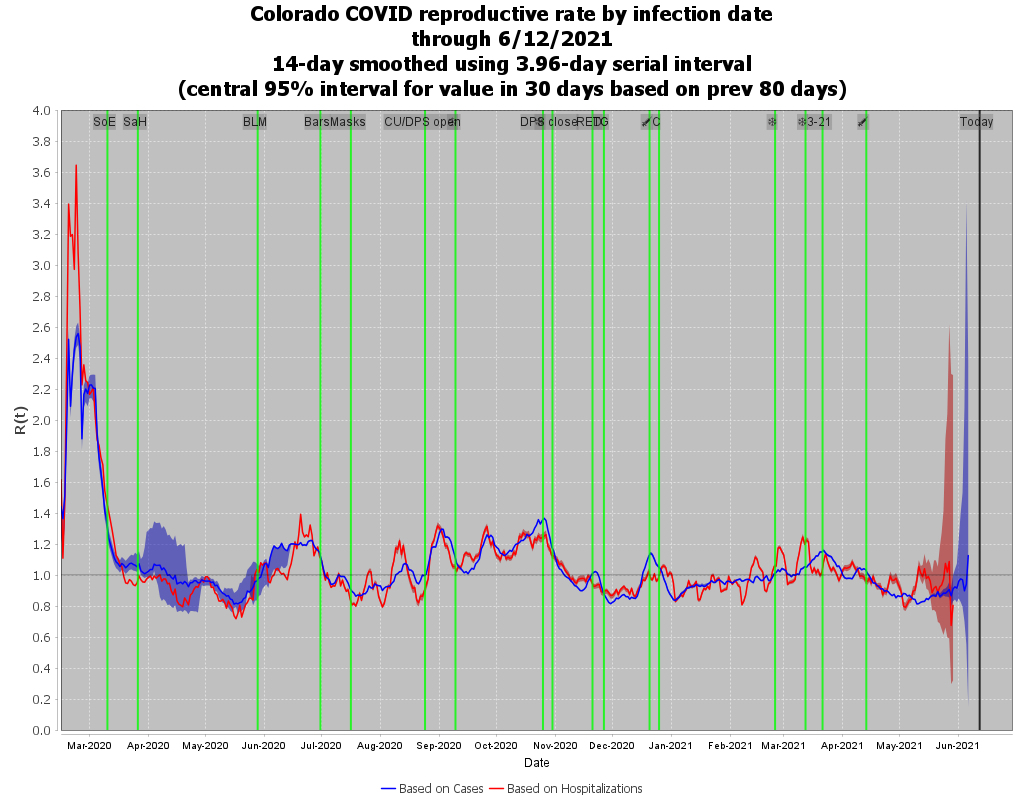 Colorado COVID reproductive rate by infection date
through 6/12/2021
14-day smoothed using 3.96-day serial interval
(central 95% interval for value in 30 days based on prev 80 days)
4.0
SoE SaH BLM Bars Masks CU/DPS open DPS close RED 3-21 Today
3.8
3.6
3.4
3.2
3.0
2.8
2.6
2.4
2.2
2.0
1.8
1.6
1.4
1.2
1.0
0.8
0.6
0.4
0.2
0.0
R(t)
Mar-2020 Apr-2020 May-2020 Jun-2020 Jul-2020 Aug-2020 Sep-2020 Oct-2020 Nov-2020 Dec-2020 Jan-2021 Feb-2021 Mar-2021 Apr-2021 May-2021 Jun-2021
Date
Based on Cases Based on Hospitalizations